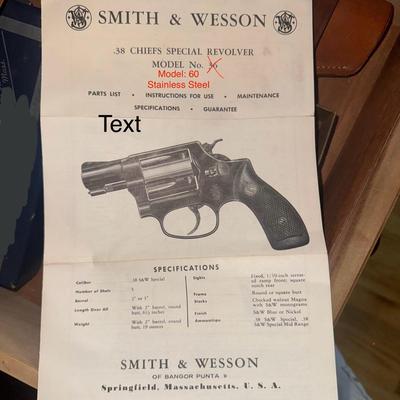 SMITH & WESSON
.38 CHIEFS SPECIAL REVOLVER
MODEL No. 36
Model: 60
Stainless Steel
PARTS LIST • INSTRUCTIONS FOR USE • MAINTENANCE
SPECIFICATIONS • GUARANTEE
Text
SPECIFICATIONS
Caliber .38 S&W Special
Number of Shots 5
Barrel 2" or 3"
Length Over All With 2" barrel, round butt, 6½ inches
Weight With 2" barrel, round butt, 19 ounces
Sights Fixed, 1/10-inch serrated ramp front; square notch rear
Frame Round or square butt
Stocks Checked walnut Magna with S&W monograms
Finish S&W Blue or Nickel
Ammunition .38 S&W Special, .38 S&W Special Mid Range
SMITH & WESSON
OF BANGOR PUNTA
Springfield, Massachusetts, U. S. A.
Mass.